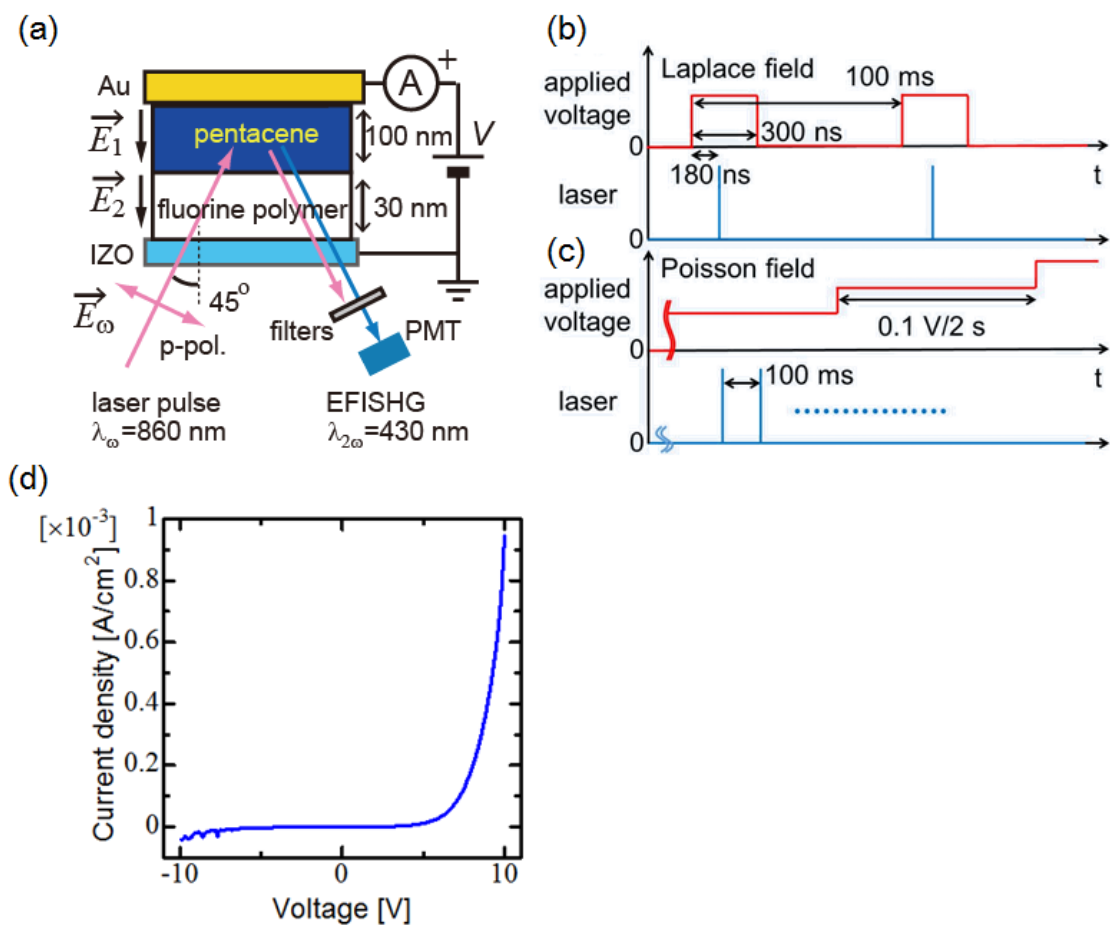 (a)
Au
A
+
E1
pentacene
100 nm
V
E2
fluorine polymer
30 nm
IZO
Eω
45o
p-pol.
filters
PMT
laser pulse
λω=860 nm
EFISHG
λ2ω=430 nm
(b)
applied
voltage
Laplace field
100 ms
300 ns
0
t
180 ns
laser
0
(c)
Poisson field
applied
voltage
0.1 V/2 s
0
t
100 ms
laser
0
(d)
[×10-3]
1
0.8
0.6
0.4
0.2
0
Current density [A/cm2]
-10
0
10
Voltage [V]